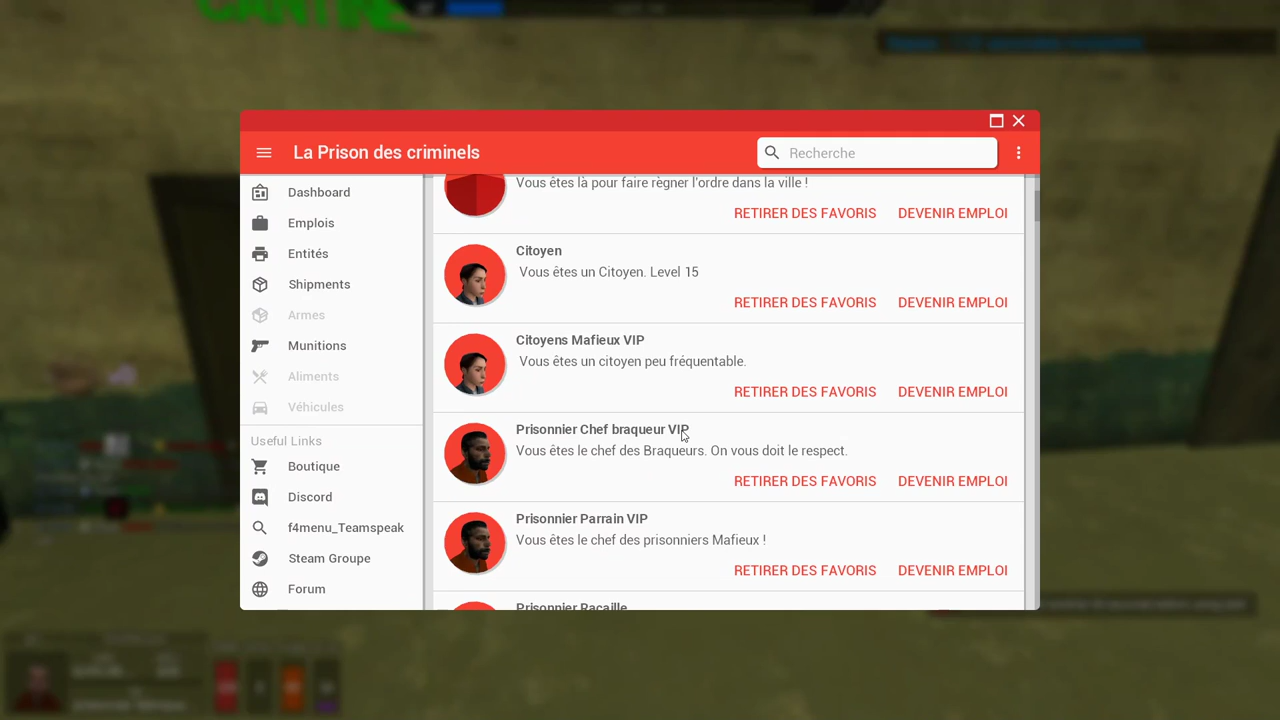 CANTINE
La Prison des criminels
Recherche
Dashboard
Emplois
Entités
Shipments
Armes
Munitions
Aliments
Véhicules
Useful Links
Boutique
Discord
f4menu_Teamspeak
Steam Groupe
Forum
Vous êtes là pour faire règner l'ordre dans la ville !
RETIRER DES FAVORIS DEVENIR EMPLOI
Citoyen
Vous êtes un Citoyen. Level 15
RETIRER DES FAVORIS DEVENIR EMPLOI
Citoyens Mafieux VIP
Vous êtes un citoyen peu fréquentable.
RETIRER DES FAVORIS DEVENIR EMPLOI
Prisonnier Chef braqueur VIP
Vous êtes le chef des Braqueurs. On vous doit le respect.
RETIRER DES FAVORIS DEVENIR EMPLOI
Prisonnier Parrain VIP
Vous êtes le chef des prisonniers Mafieux !
RETIRER DES FAVORIS DEVENIR EMPLOI
Prisonnier Racaille